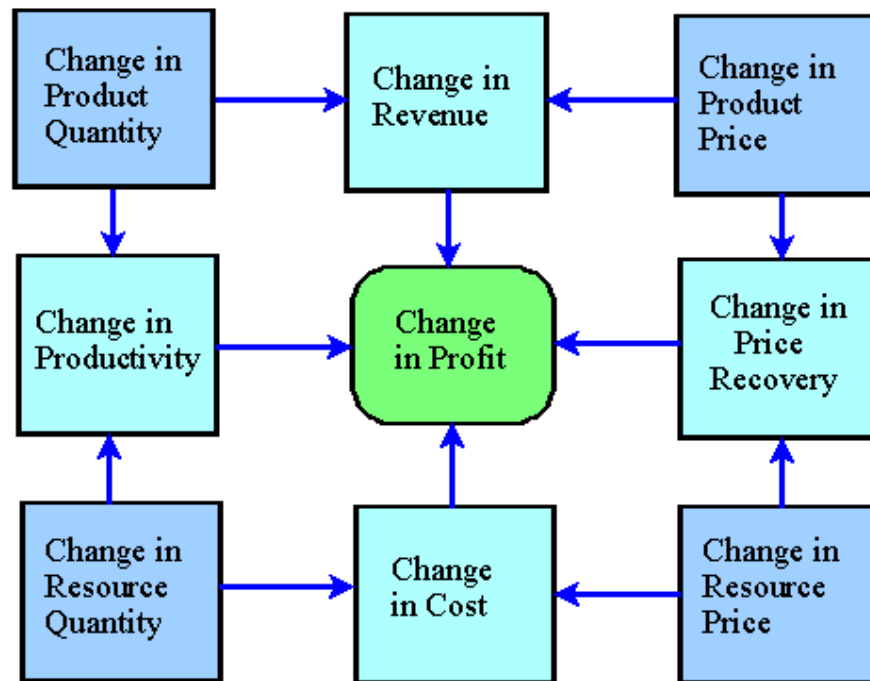 Change in
Product
Quantity
Change in
Revenue
Change in
Product
Price
Change in
Productivity
Change
in Profit
Change in
Price
Recovery
Change in
Resource
Quantity
Change
in Cost
Change in
Resource
Price